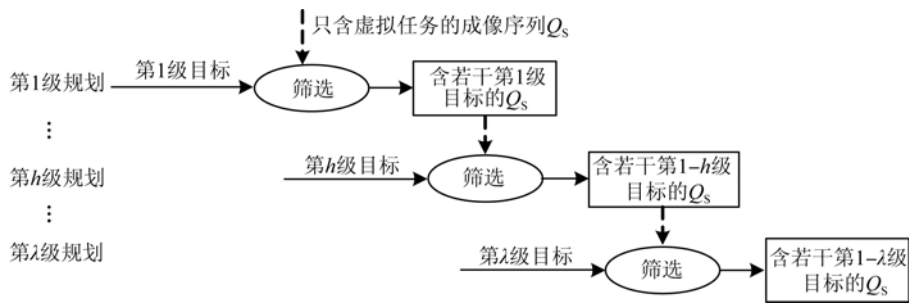 只含虚拟任务的成像序列Qs
第1级规划
第1级目标
筛选
含若干第1级
目标的Qs
⋮
第h级规划
第h级目标
筛选
含若干第1-h级
目标的Qs
⋮
第λ级规划
第λ级目标
筛选
含若干第1-λ级
目标的Qs